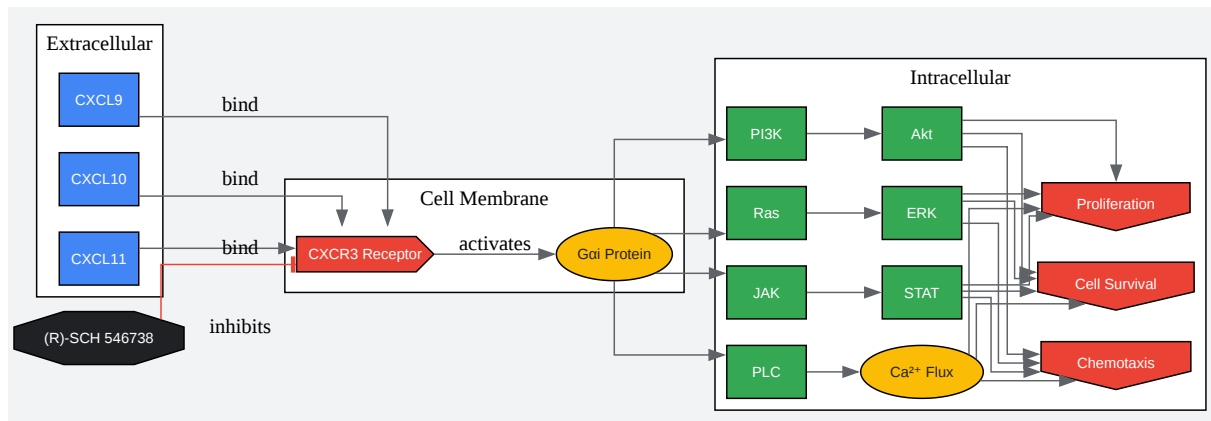 Extracellular
CXCL9
CXCL10
CXCL11
(R)-SCH 546738
bind
bind
bind
inhibits
Cell Membrane
CXCR3 Receptor
activates
Gαi Protein
Intracellular
PI3K
Akt
Ras
ERK
JAK
STAT
PLC
Ca²⁺ Flux
Proliferation
Cell Survival
Chemotaxis